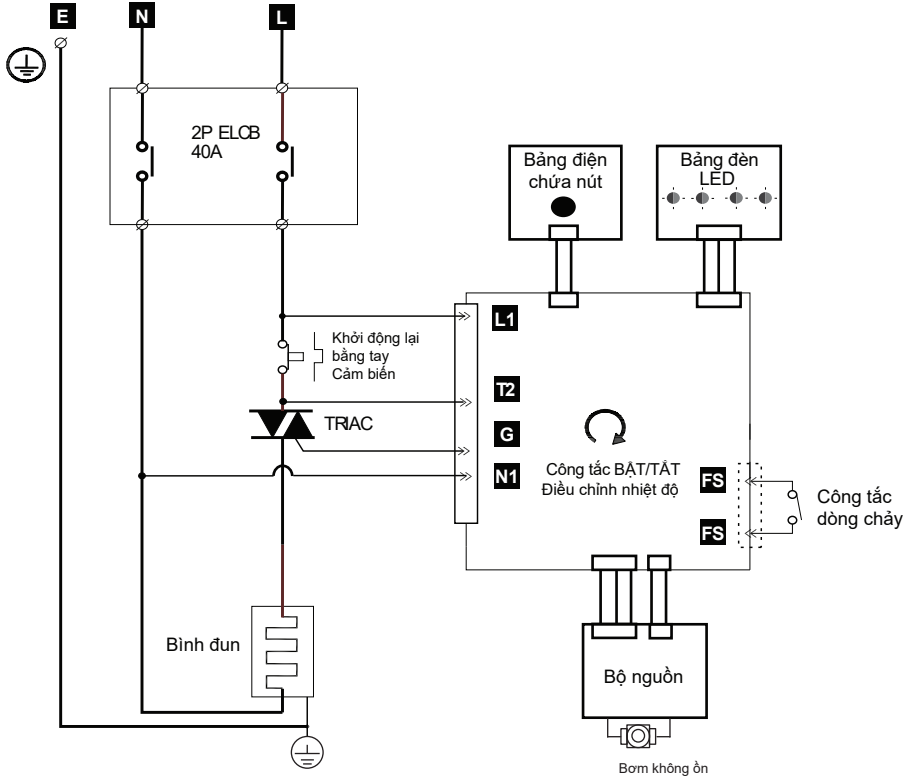 E
N
L
2P ELCB
40A
Bảng điện
chứa nút
Bảng đèn
LED
L1
Khởi động lại
bằng tay
Cảm biến
T2
TRIAC
G
N1
Công tắc BẬT/TẮT
Điều chỉnh nhiệt độ
FS
FS
Công tắc
dòng chảy
Bình đun
Bộ nguồn
Bơm không ồn